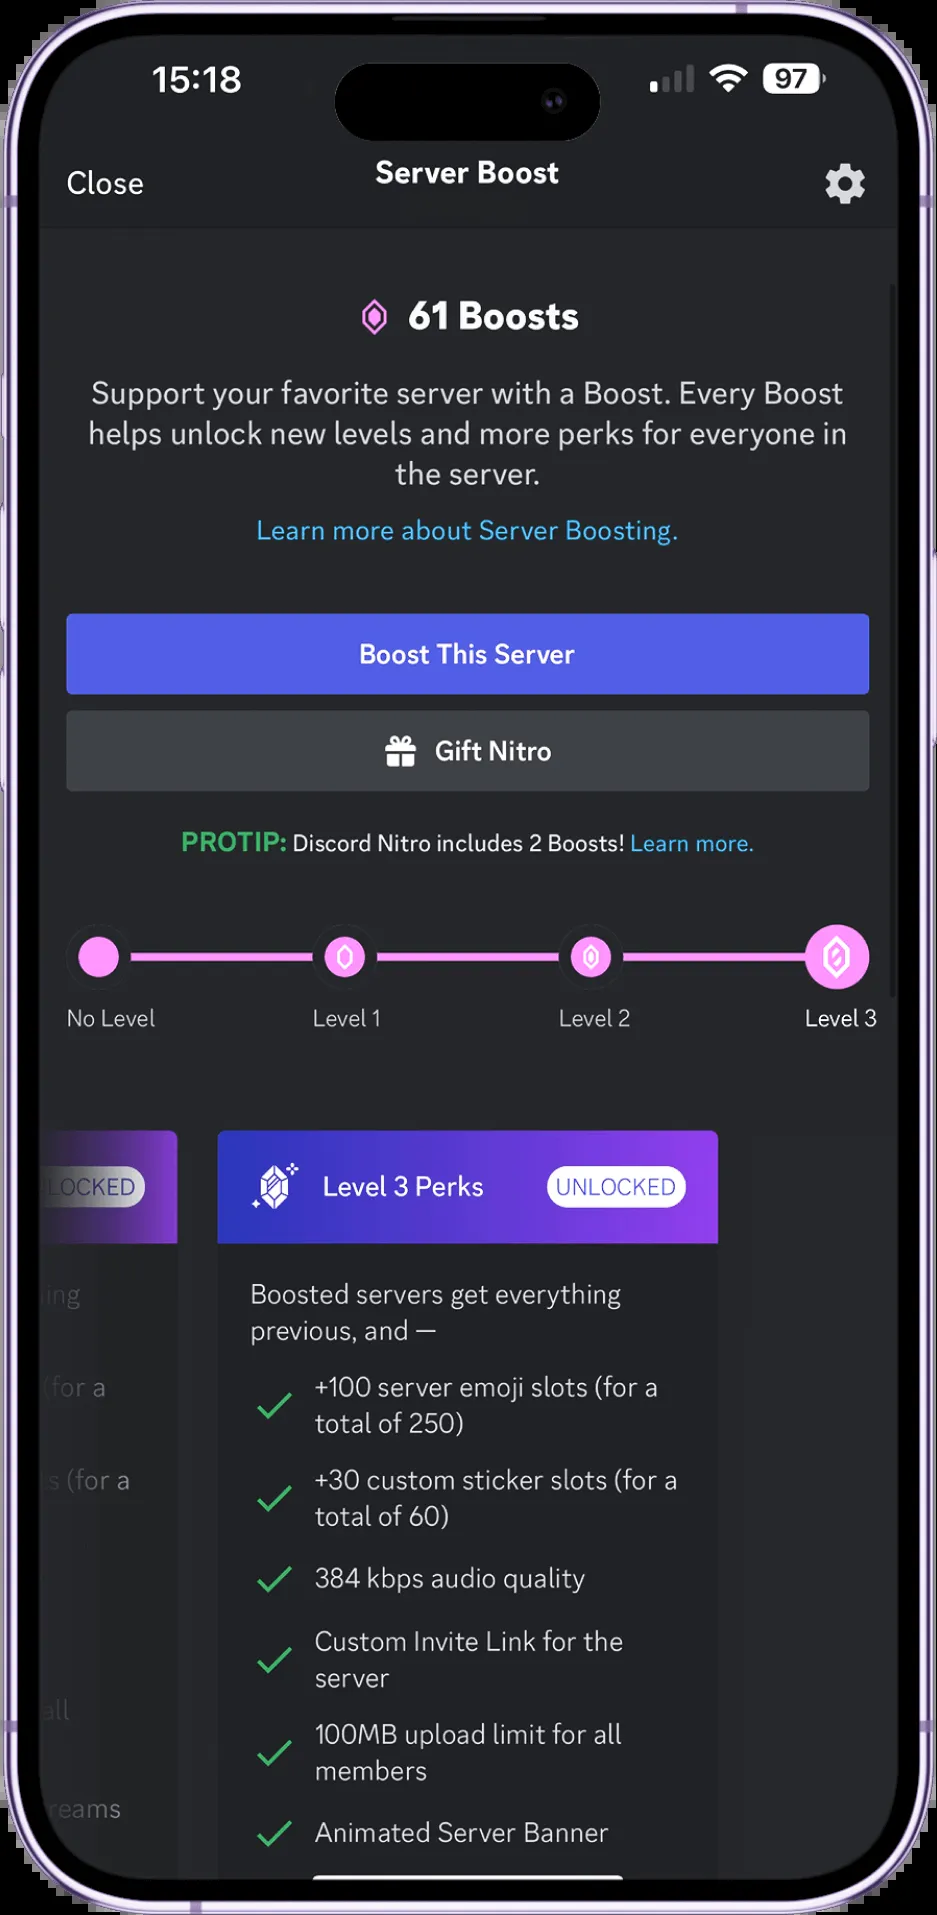 15:18
97
Close
Server Boost
61 Boosts
Support your favorite server with a Boost. Every Boost
helps unlock new levels and more perks for everyone in
the server.
Learn more about Server Boosting.
Boost This Server
Gift Nitro
PROTIP: Discord Nitro includes 2 Boosts! Learn more.
No Level
Level 1
Level 2
Level 3
LOCKED
Level 3 Perks
UNLOCKED
ing
(for a
s (for a
all
reams
Boosted servers get everything
previous, and —
+100 server emoji slots (for a
total of 250)
+30 custom sticker slots (for a
total of 60)
384 kbps audio quality
Custom Invite Link for the
server
100MB upload limit for all
members
Animated Server Banner